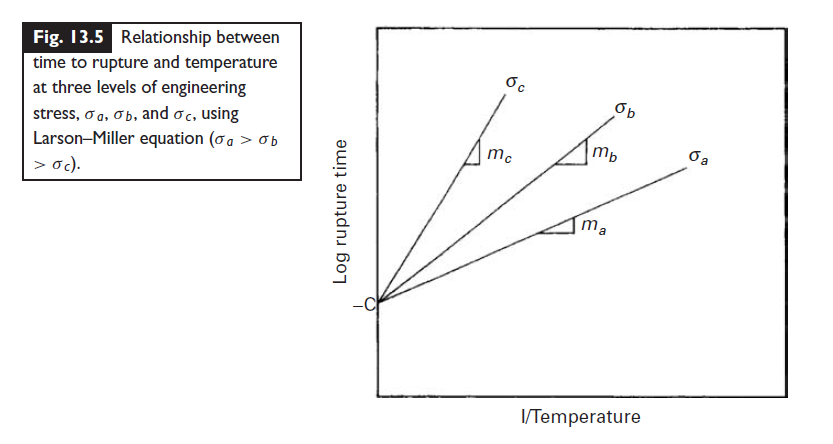 Fig. 13.5 Relationship between
time to rupture and temperature
at three levels of engineering
stress, σa, σb, and σc, using
Larson–Miller equation (σa > σb
> σc).
σc
σb
mc
mb
σa
ma
Log rupture time
–C
I/Temperature